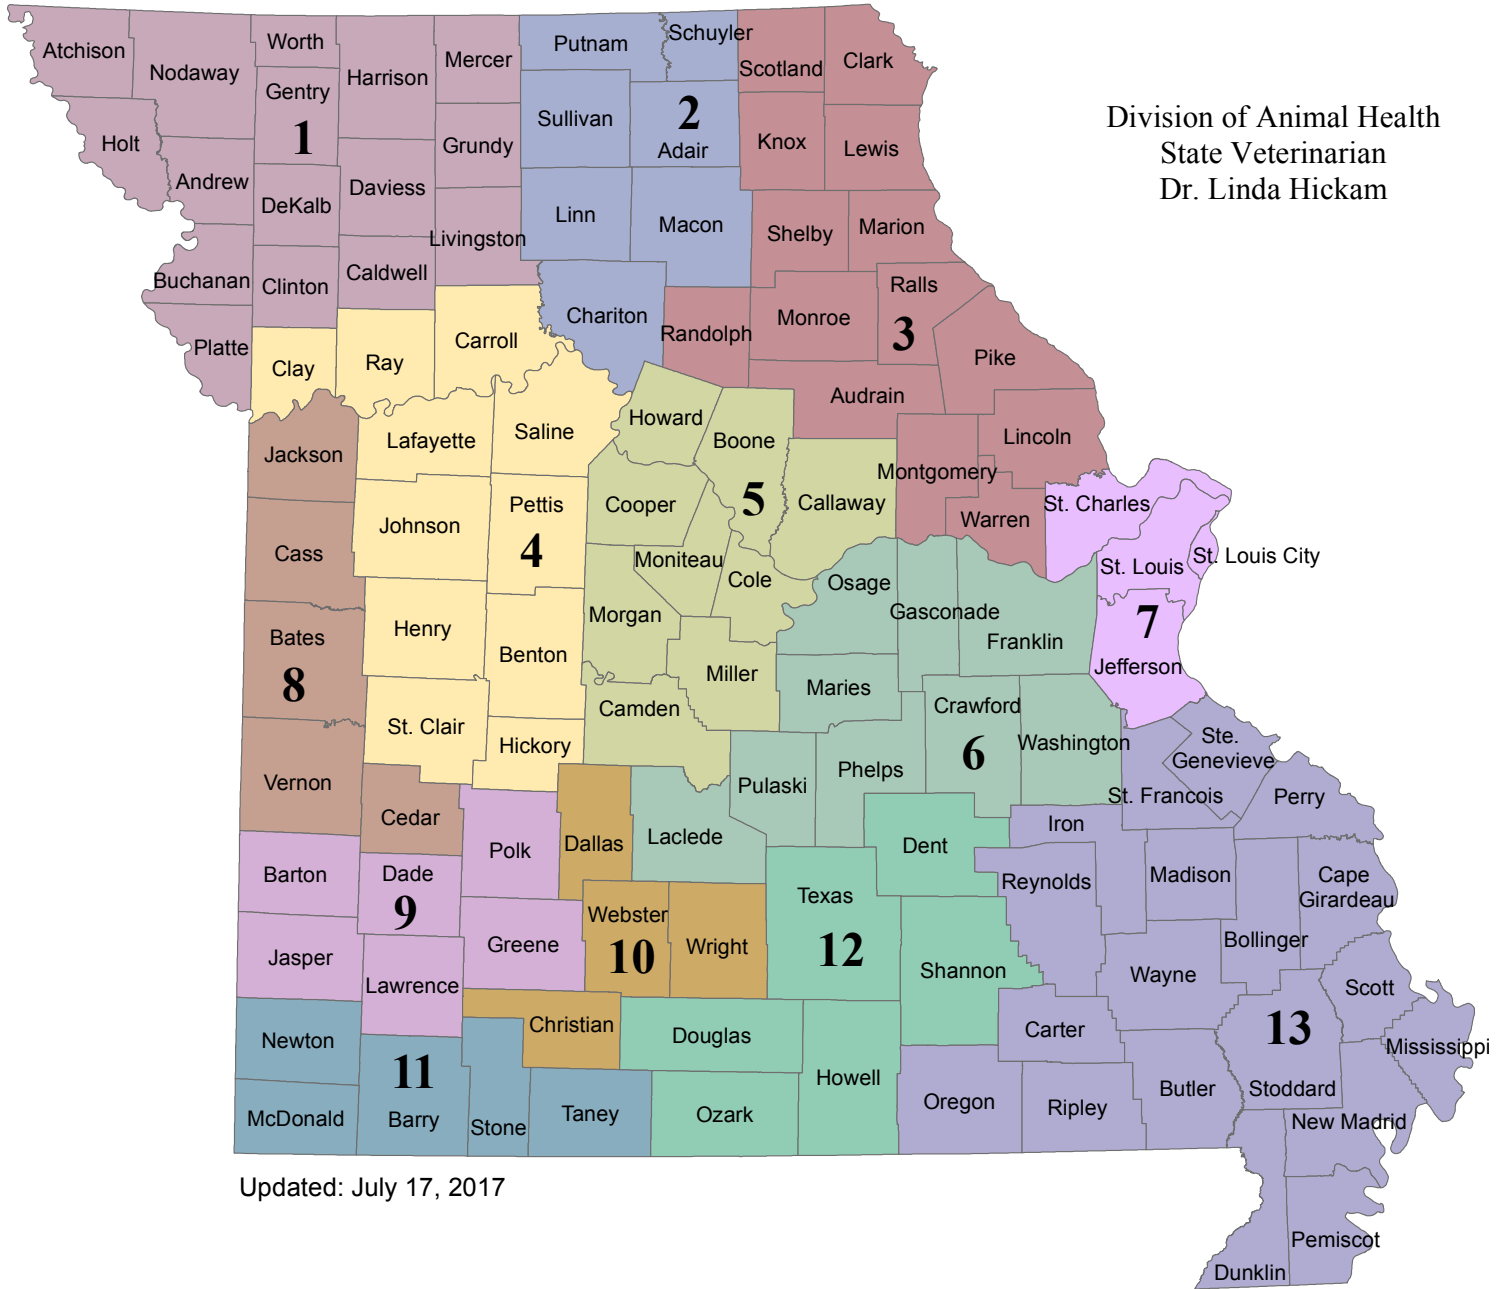 Atchison
Nodaway
Worth
Harrison
Mercer
Putnam
Schuyler
Scotland
Clark
Gentry
1
Holt
Andrew
DeKalb
Daviess
Grundy
Livingston
Sullivan
2
Adair
Knox
Lewis
Linn
Macon
Shelby
Marion
Buchanan
Clinton
Caldwell
Chariton
Randolph
Monroe
Ralls
3
Platte
Clay
Ray
Carroll
Pike
Audrain
Division of Animal Health
State Veterinarian
Dr. Linda Hickam
Jackson
Lafayette
Saline
Howard
Boone
Montgomery
Lincoln
Cooper
5
Callaway
Warren
St. Charles
Johnson
Pettis
4
Cass
Moniteau
Cole
Osage
Gasconade
Franklin
St. Louis
St. Louis City
7
Jefferson
Bates
8
Henry
Benton
Morgan
Miller
Maries
Camden
Crawford
6
Washington
St. Clair
Hickory
Ste.
Genevieve
Vernon
Pulaski
Phelps
St. Francois
Perry
Cedar
Polk
Dallas
Laclede
Dent
Iron
Barton
Dade
9
Texas
12
Reynolds
Madison
Cape
Girardeau
Jasper
Lawrence
Greene
Webster
10
Wright
Shannon
Bollinger
Wayne
Scott
Newton
Christian
Douglas
Carter
13
Stoddard
Mississippi
11
Barry
McDonald
Stone
Taney
Ozark
Howell
Oregon
Ripley
Butler
New Madrid
Updated: July 17, 2017
Pemiscot
Dunklin